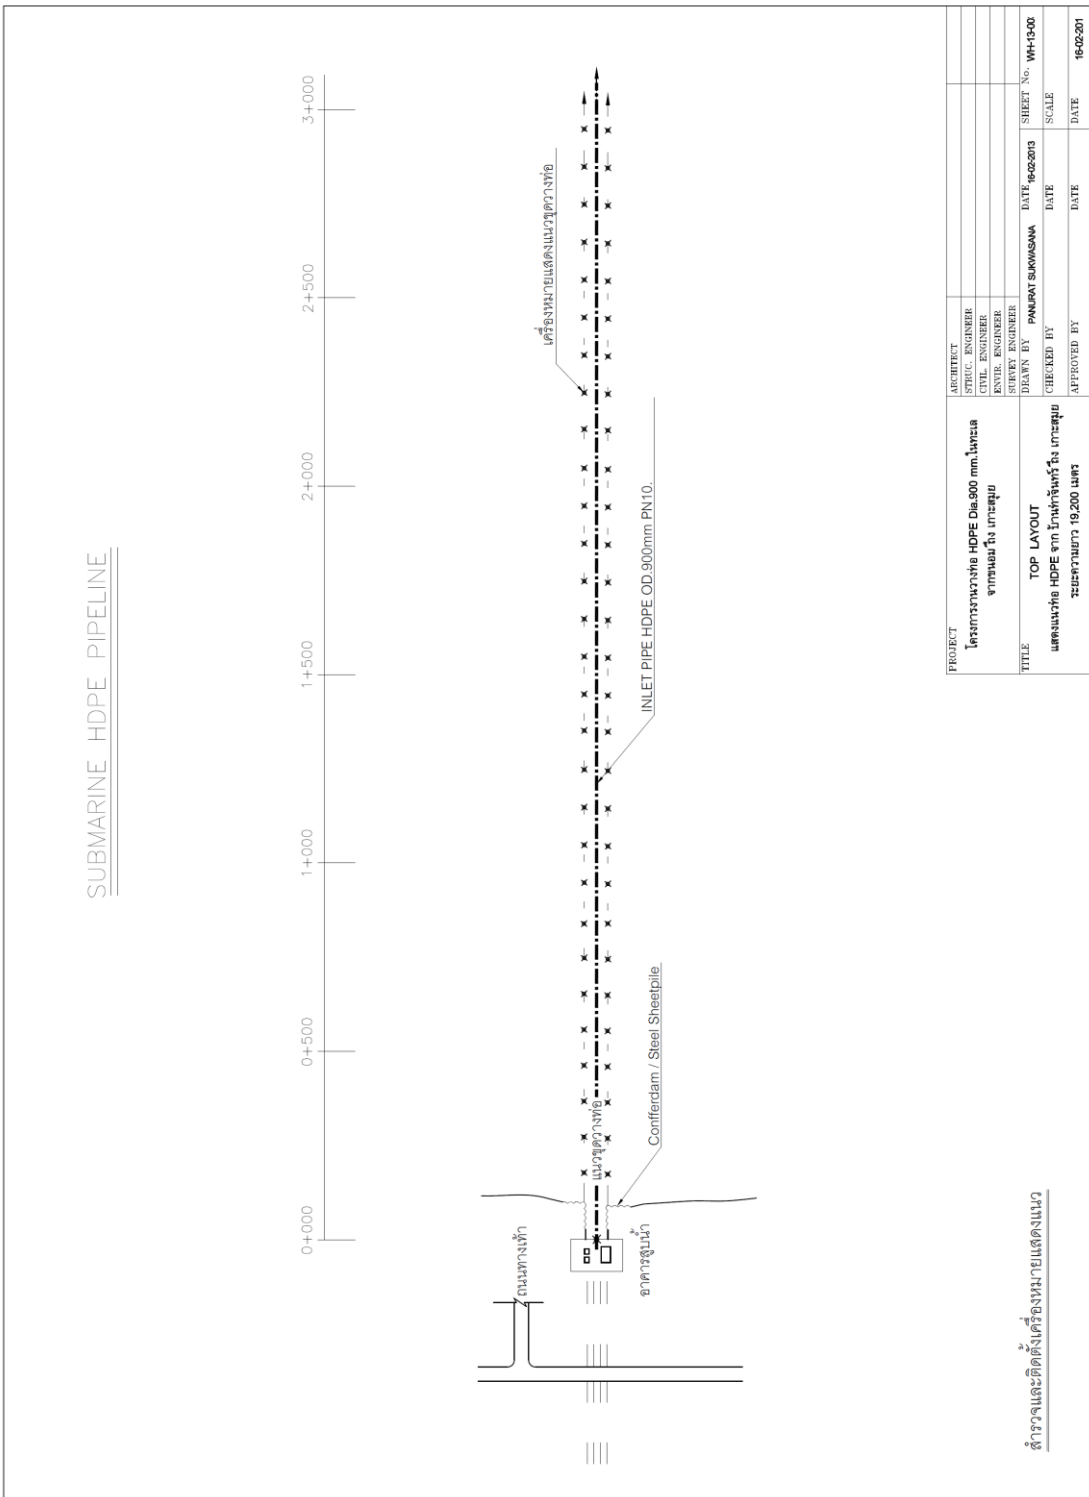 SUBMARINE HDPE PIPELINE
0+000
0+500
1+000
1+500
2+000
2+500
3+000
เครื่องหมายแสดงแนวขุดวางท่อ
INLET PIPE HDPE OD.900mm PN10.
แนวขุดวางท่อ
Confferdam / Steel Sheetpile
ถนนทางเท้า
อาคารสูบน้ำ
สำรวจและติดตั้งเครื่องหมายแสดงแนว
PROJECT
โครงการงานวางท่อ HDPE Dia.900 mm.ในทะเล
จากขนอม ถึง เกาะสมุย
TITLE
TOP LAYOUT
แสดงแนวท่อ HDPE จาก บ้านท่าจันทร์ ถึง เกาะสมุย
ระยะความยาว 19,200 เมตร
ARCHITECT
STRUC. ENGINEER
CIVIL. ENGINEER
ENVIR. ENGINEER
SURVEY ENGINEER
DRAWN BY PANURAT SUKWASANA DATE 16-02-2013 SHEET No. WH-13-00
CHECKED BY DATE SCALE
APPROVED BY DATE DATE 16-02-201